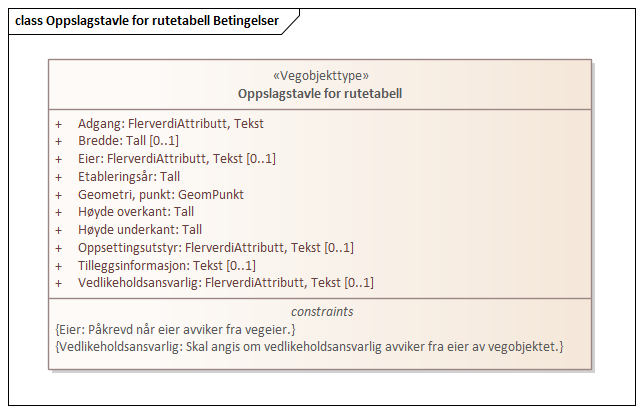 class Oppslagstavle for rutetabell Betingelser
«Vegobjekttype»
Oppslagstavle for rutetabell
+ Adgang: FlerverdiAttributt, Tekst
+ Bredde: Tall [0..1]
+ Eier: FlerverdiAttributt, Tekst [0..1]
+ Etableringsår: Tall
+ Geometri, punkt: GeomPunkt
+ Høyde overkant: Tall
+ Høyde underkant: Tall
+ Oppsettingsutstyr: FlerverdiAttributt, Tekst [0..1]
+ Tilleggsinformasjon: Tekst [0..1]
+ Vedlikeholdsansvarlig: FlerverdiAttributt, Tekst [0..1]
constraints
{Eier: Påkrevd når eier avviker fra vegeier.}
{Vedlikeholdsansvarlig: Skal angis om vedlikeholdsansvarlig avviker fra eier av vegobjektet.}